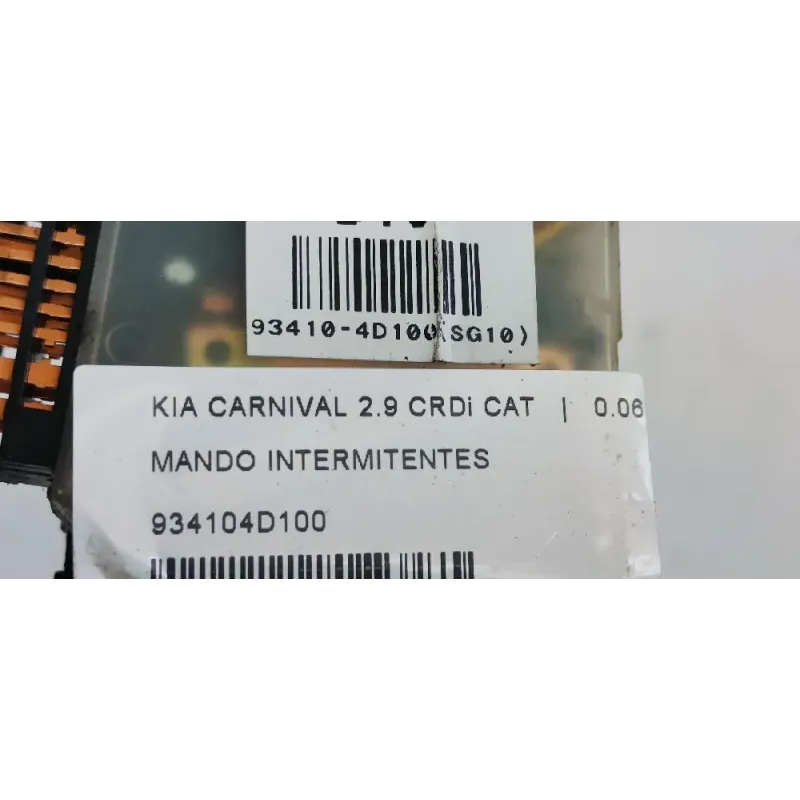 93410-4D100(SG10)
KIA CARNIVAL 2.9 CRDi CAT | 0.06
MANDO INTERMITENTES
934104D100